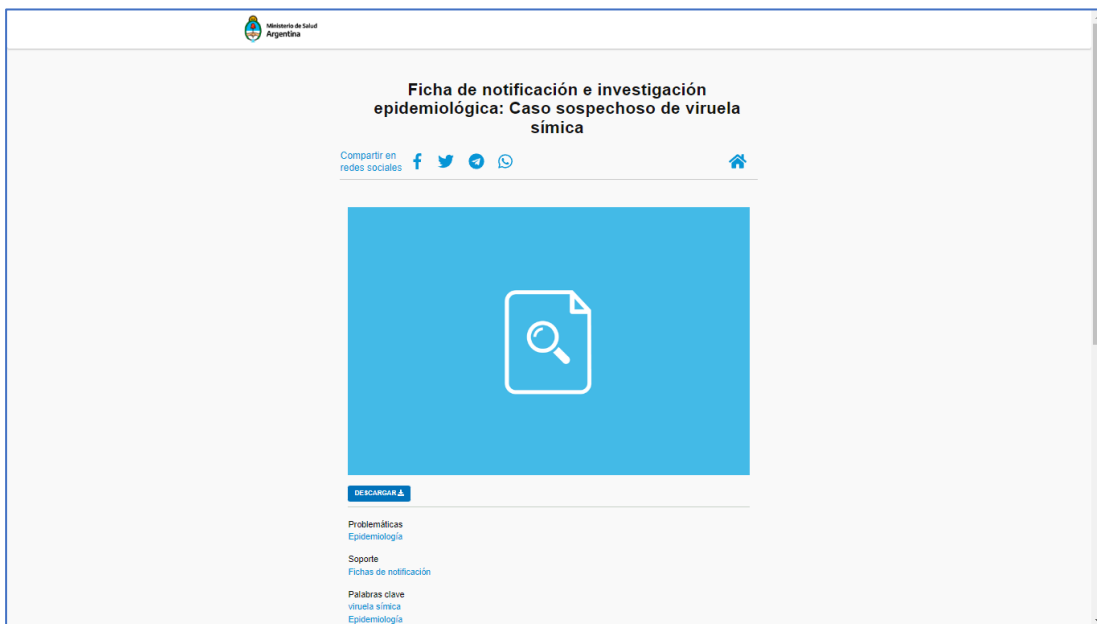 Ministerio de Salud
Argentina
Ficha de notificación e investigación
epidemiológica: Caso sospechoso de viruela
símica
Compartir en
redes sociales
DESCARGAR
Problemáticas
Epidemiología
Soporte
Fichas de notificación
Palabras clave
viruela símica
Epidemiología